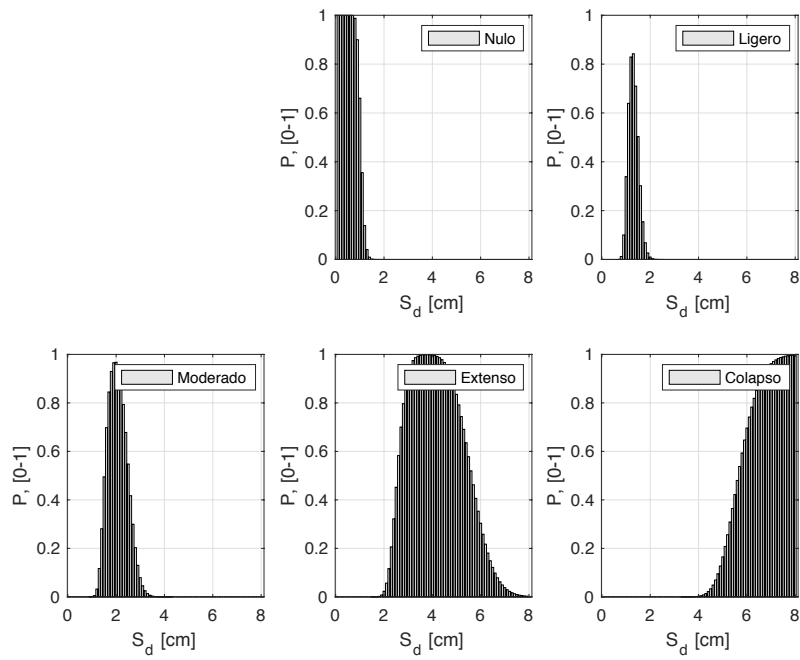 Nulo
P, [0-1]
1
0.8
0.6
0.4
0.2
0
0 2 4 6 8
S_d [cm]
Ligero
P, [0-1]
1
0.8
0.6
0.4
0.2
0
0 2 4 6 8
S_d [cm]
Moderado
P, [0-1]
1
0.8
0.6
0.4
0.2
0
0 2 4 6 8
S_d [cm]
Extenso
P, [0-1]
1
0.8
0.6
0.4
0.2
0
0 2 4 6 8
S_d [cm]
Colapso
P, [0-1]
1
0.8
0.6
0.4
0.2
0
0 2 4 6 8
S_d [cm]